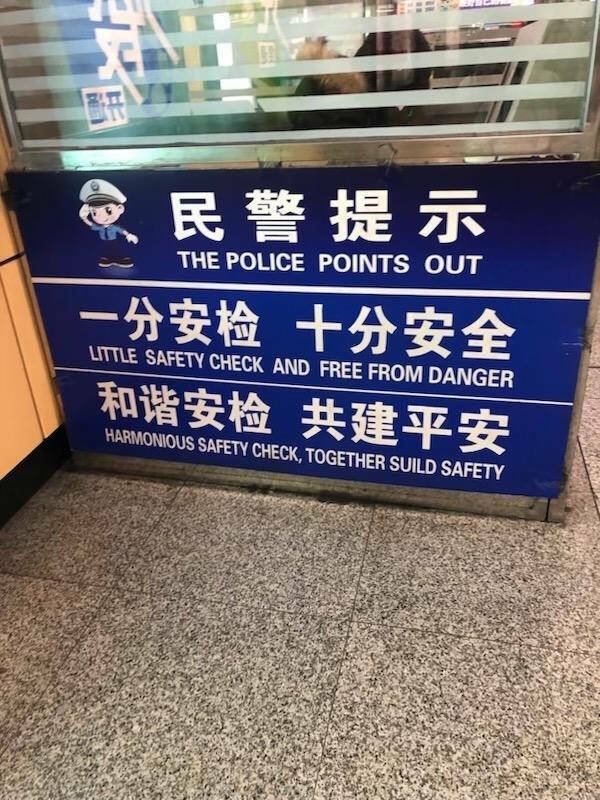 民警提示
THE POLICE POINTS OUT
一分安检 十分安全
LITTLE SAFETY CHECK AND FREE FROM DANGER
和谐安检 共建平安
HARMONIOUS SAFETY CHECK, TOGETHER SUILD SAFETY